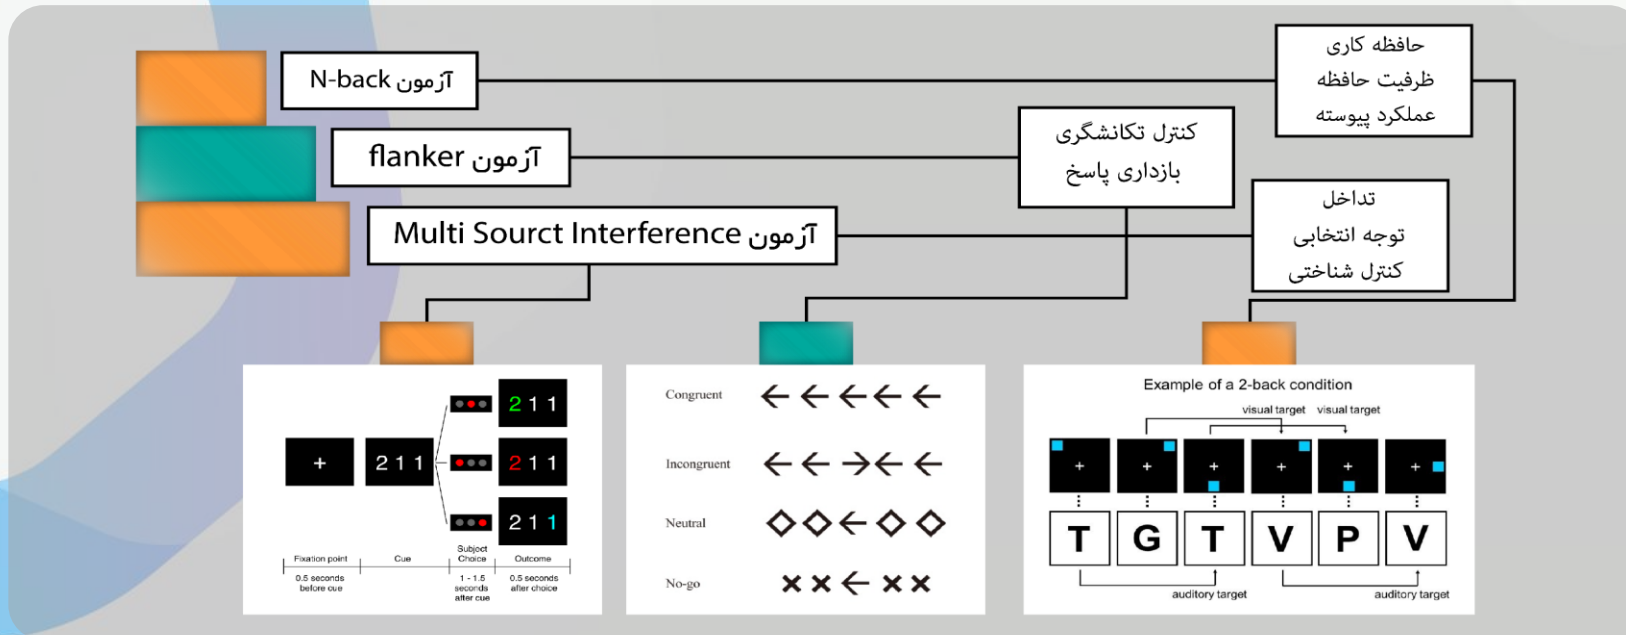 آزمون N-back
حافظه کاری
ظرفیت حافظه
عملکرد پیوسته
آزمون flanker
کنترل تکانشگری
بازداری پاسخ
آزمون Multi Sourct Interference
تداخل
توجه انتخابی
کنترل شناختی
2 1 1
+
2 1 1
2 1 1
2 1 1
Fixation point
Cue
Subject
Choice
Outcome
0.5 seconds
before cue
1 - 1.5
seconds
after cue
0.5 seconds
after choice
Congruent
Incongruent
Neutral
No-go
Example of a 2-back condition
visual target visual target
+ + + + + +
T G T V P V
auditory target auditory target